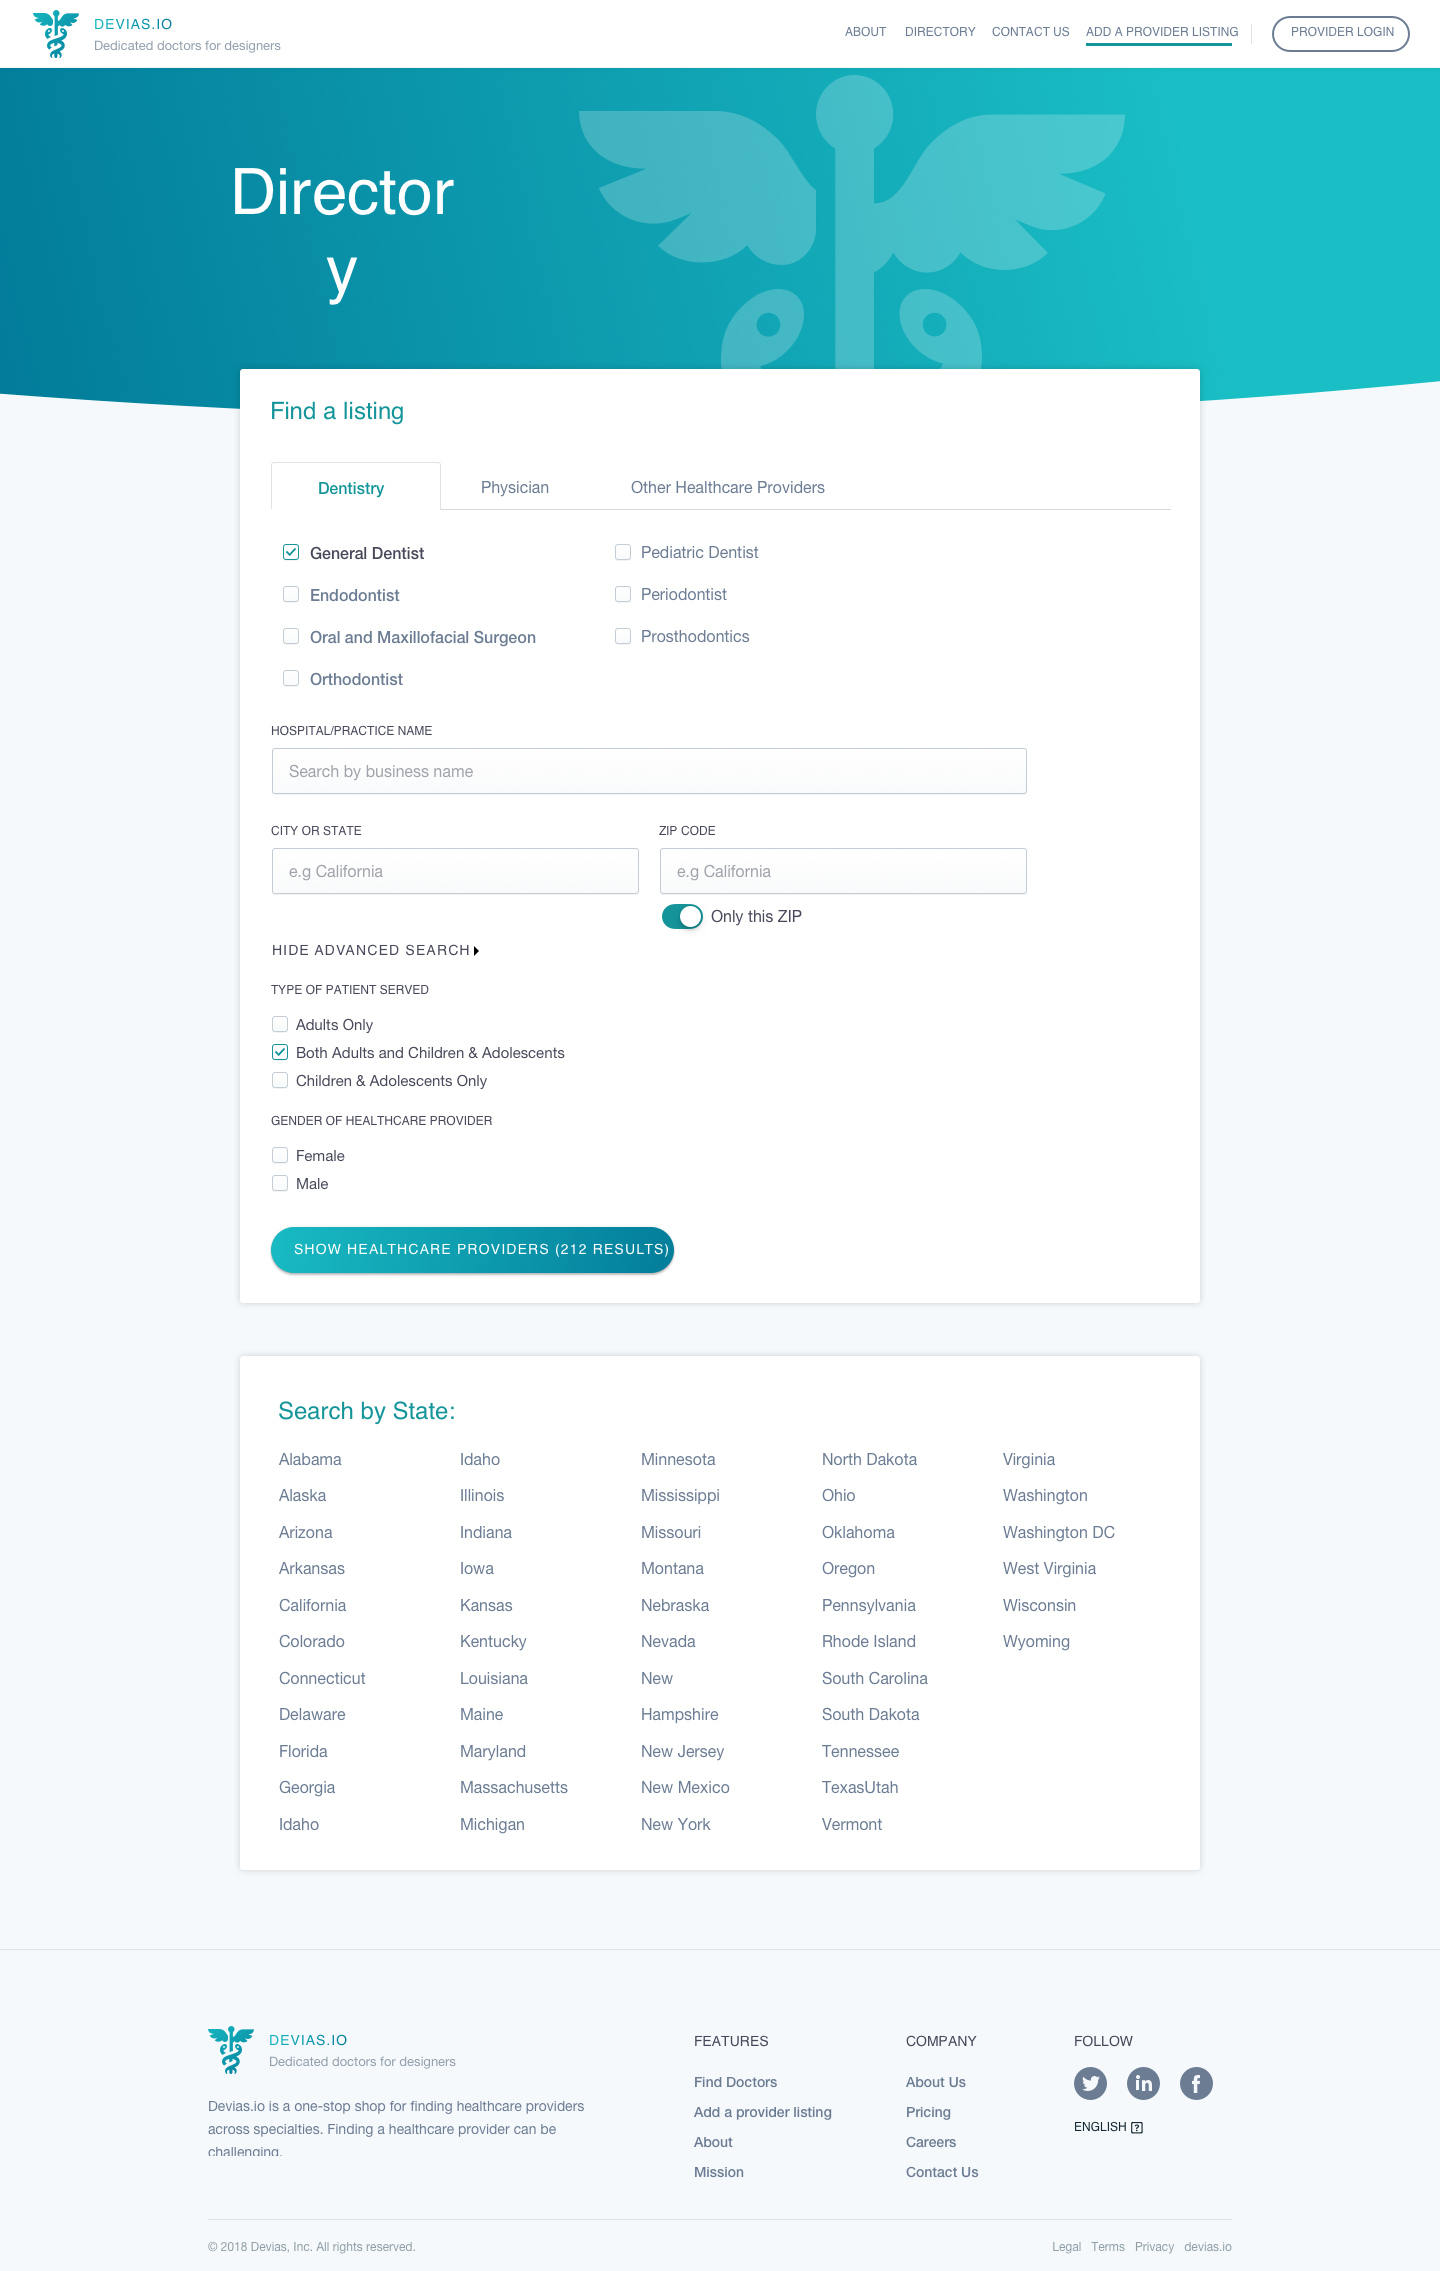 DEVIAS.IO
Dedicated doctors for designers
ABOUT DIRECTORY CONTACT US ADD A PROVIDER LISTING PROVIDER LOGIN
Director
y
Find a listing
Dentistry Physician Other Healthcare Providers
General Dentist Pediatric Dentist
Endodontist Periodontist
Oral and Maxillofacial Surgeon Prosthodontics
Orthodontist
HOSPITAL/PRACTICE NAME
Search by business name
CITY OR STATE ZIP CODE
e.g California e.g California
Only this ZIP
HIDE ADVANCED SEARCH
TYPE OF PATIENT SERVED
Adults Only
Both Adults and Children & Adolescents
Children & Adolescents Only
GENDER OF HEALTHCARE PROVIDER
Female
Male
SHOW HEALTHCARE PROVIDERS (212 RESULTS)
Search by State:
Alabama Idaho Minnesota North Dakota Virginia
Alaska Illinois Mississippi Ohio Washington
Arizona Indiana Missouri Oklahoma Washington DC
Arkansas Iowa Montana Oregon West Virginia
California Kansas Nebraska Pennsylvania Wisconsin
Colorado Kentucky Nevada Rhode Island Wyoming
Connecticut Louisiana New South Carolina
Delaware Maine Hampshire South Dakota
Florida Maryland New Jersey Tennessee
Georgia Massachusetts New Mexico TexasUtah
Idaho Michigan New York Vermont
DEVIAS.IO
Dedicated doctors for designers
Devias.io is a one-stop shop for finding healthcare providers
across specialties. Finding a healthcare provider can be
challenging.
FEATURES
Find Doctors
Add a provider listing
About
Mission
COMPANY
About Us
Pricing
Careers
Contact Us
FOLLOW
ENGLISH
© 2018 Devias, Inc. All rights reserved.
Legal Terms Privacy devias.io